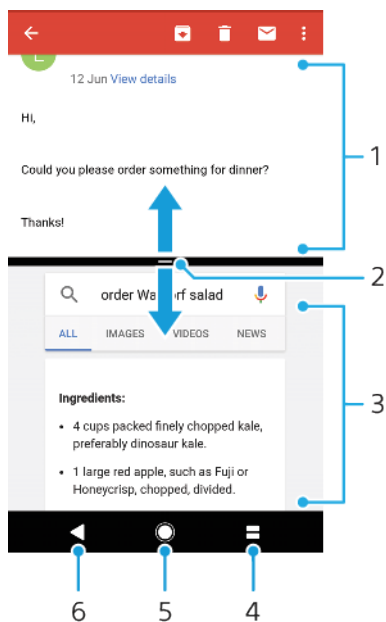 12 Jun View details
Hi,
1
Could you please order something for dinner?
Thanks!
2
order Wa rf salad
ALL IMAGES VIDEOS NEWS
3
Ingredients:
• 4 cups packed finely chopped kale,
preferably dinosaur kale.
• 1 large red apple, such as Fuji or
Honeycrisp, chopped, divided.
6 5 4